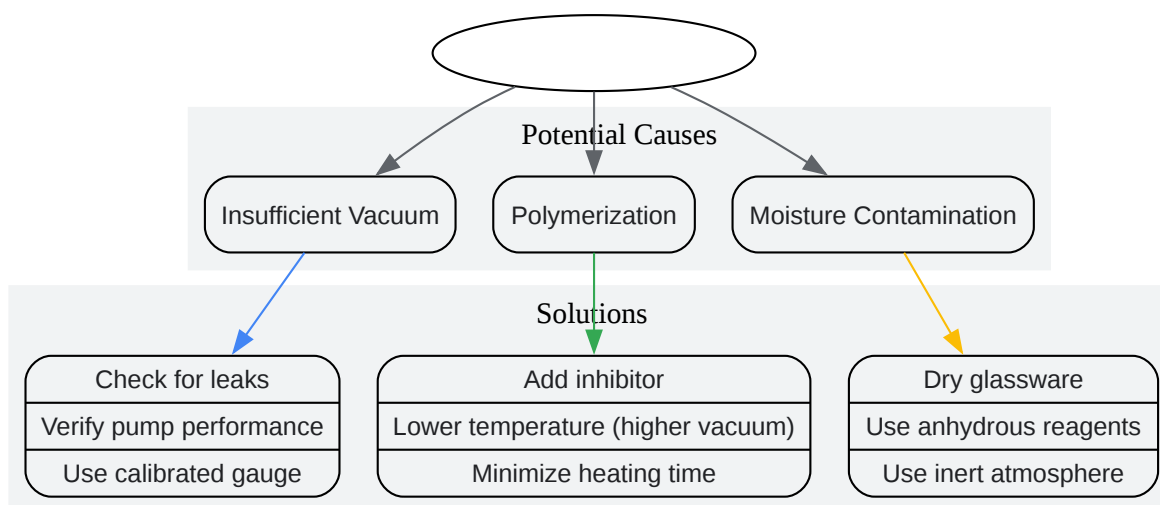 Potential Causes
Insufficient Vacuum
Polymerization
Moisture Contamination
Solutions
Check for leaks
Verify pump performance
Use calibrated gauge
Add inhibitor
Lower temperature (higher vacuum)
Minimize heating time
Dry glassware
Use anhydrous reagents
Use inert atmosphere